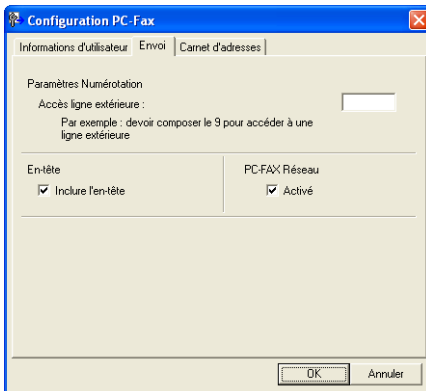 Configuration PC-Fax
Informations d'utilisateur Envoi Carnet d'adresses
Paramètres Numérotation
Accès ligne extérieure :
Par exemple : devoir composer le 9 pour accéder à une
ligne extérieure
En-tête
Inclure l'en-tête
PC-FAX Réseau
Activé
OK Annuler